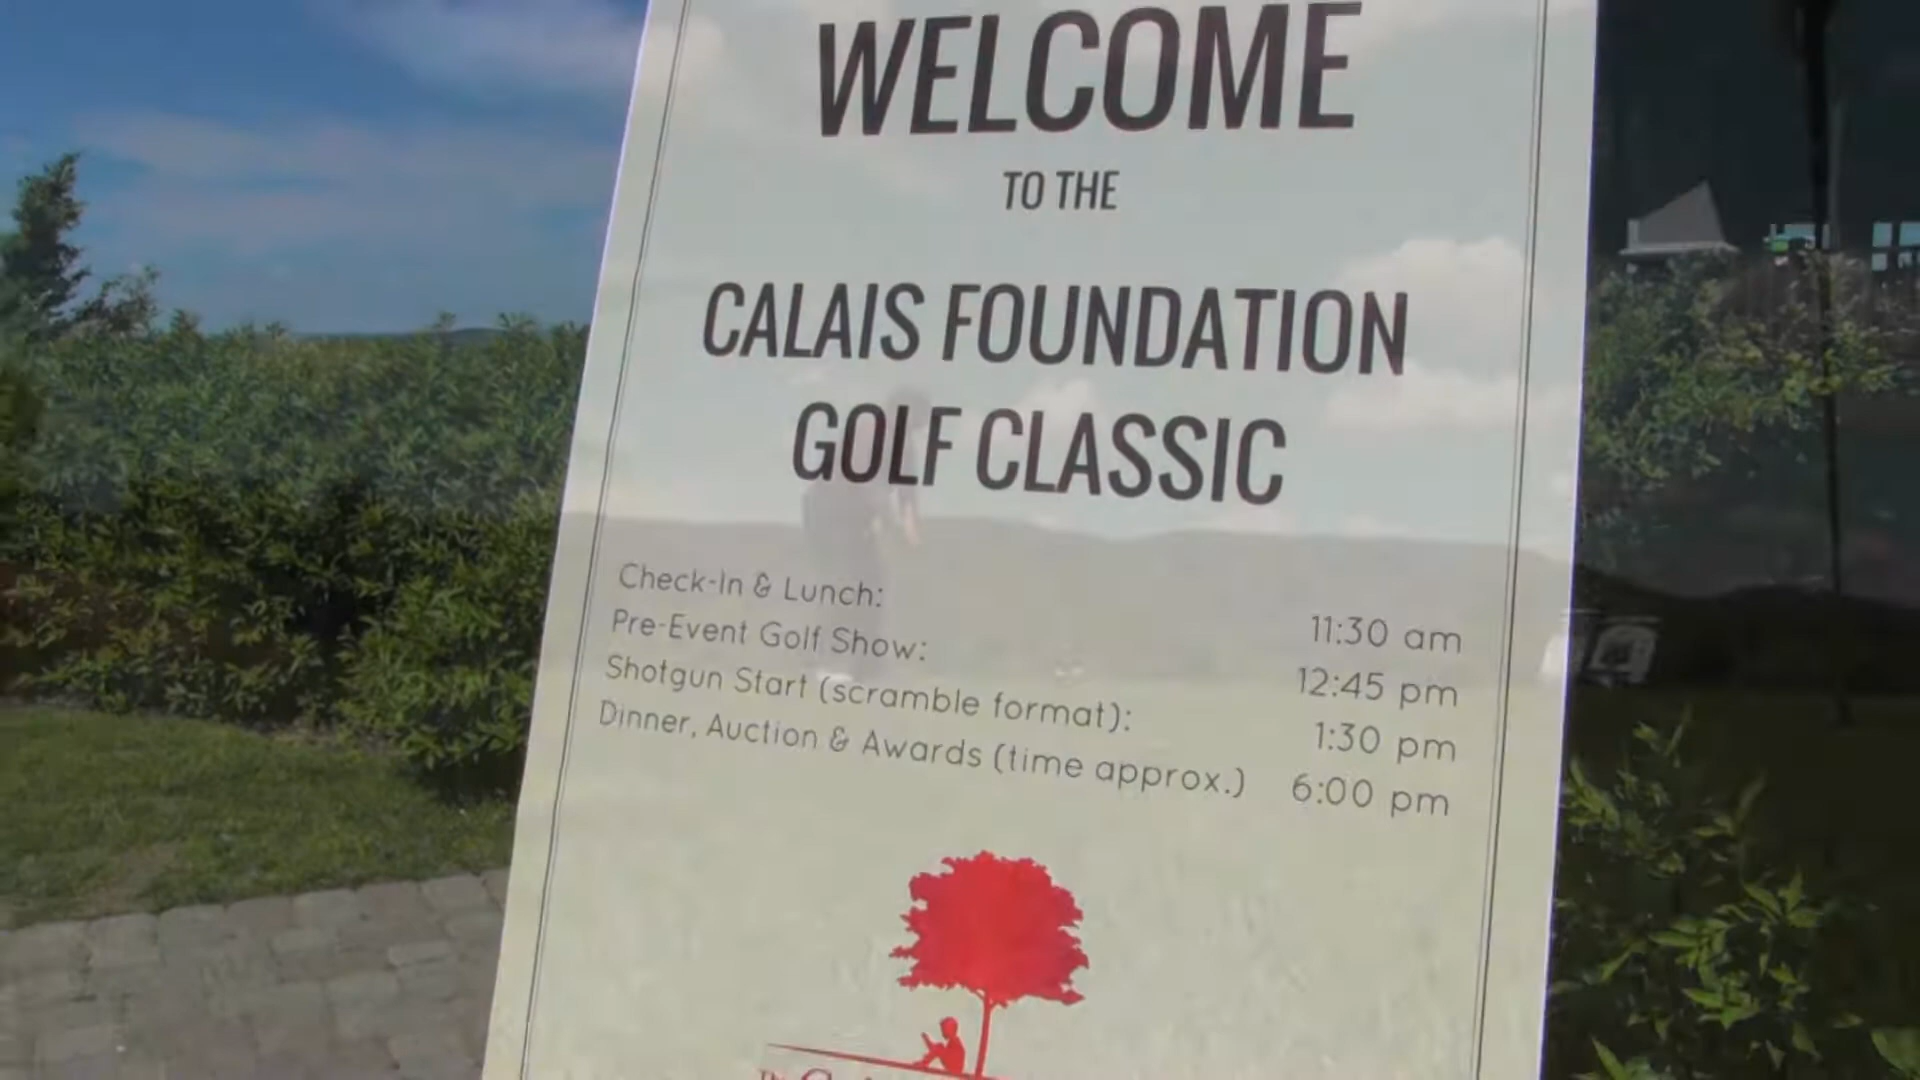 WELCOME
TO THE
CALAIS FOUNDATION
GOLF CLASSIC
Check-In & Lunch: 11:30 am
Pre-Event Golf Show: 12:45 pm
Shotgun Start (scramble format): 1:30 pm
Dinner, Auction & Awards (time approx.) 6:00 pm